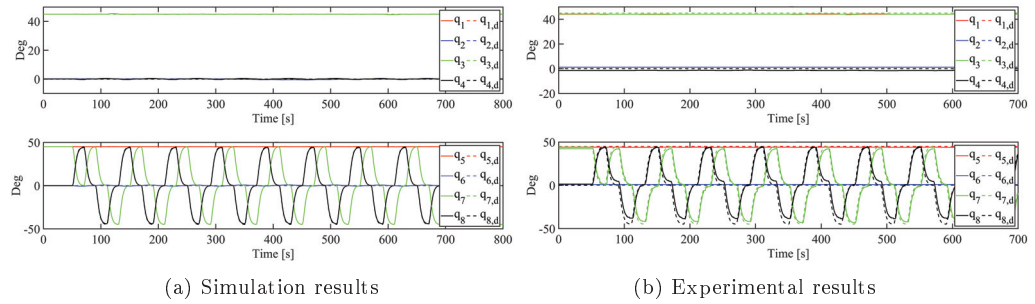 40
20
0
Deg
q1 q1,d
q2 q2,d
q3 q3,d
q4 q4,d
0 100 200 300 400 500 600 700 800
Time [s]
50
0
-50
Deg
q5 q5,d
q6 q6,d
q7 q7,d
q8 q8,d
0 100 200 300 400 500 600 700 800
Time [s]
(a) Simulation results
40
20
0
-20
Deg
q1 q1,d
q2 q2,d
q3 q3,d
q4 q4,d
0 100 200 300 400 500 600 700
Time [s]
50
0
-50
Deg
q5 q5,d
q6 q6,d
q7 q7,d
q8 q8,d
0 100 200 300 400 500 600 700
Time [s]
(b) Experimental results